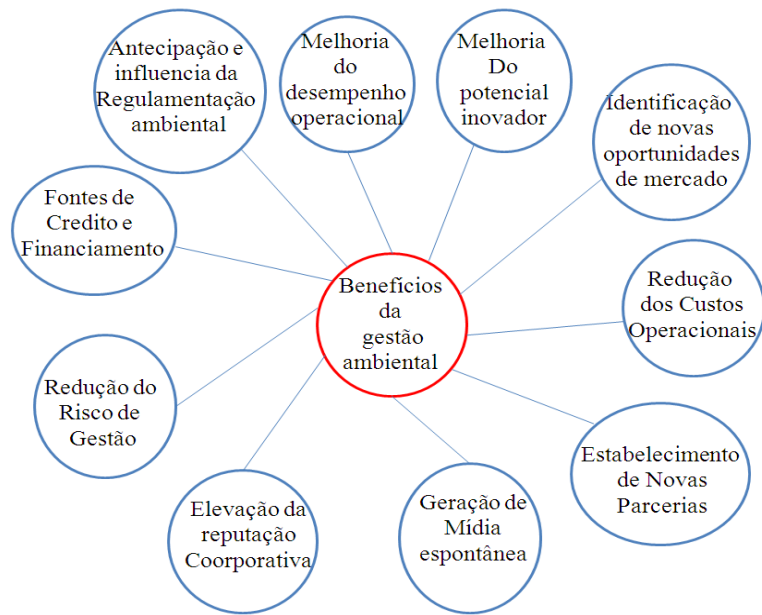 Antecipação e
influencia da
Regulamentação
ambiental
Melhoria
do
desempenho
operacional
Melhoria
Do
potencial
inovador
Identificação
de novas
oportunidades
de mercado
Fontes de
Credito e
Financiamento
Benefícios
da
gestão
ambiental
Redução
dos Custos
Operacionais
Redução do
Risco de
Gestão
Estabelecimento
de Novas
Parcerias
Elevação da
reputação
Coorporativa
Geração de
Mídia
espontânea